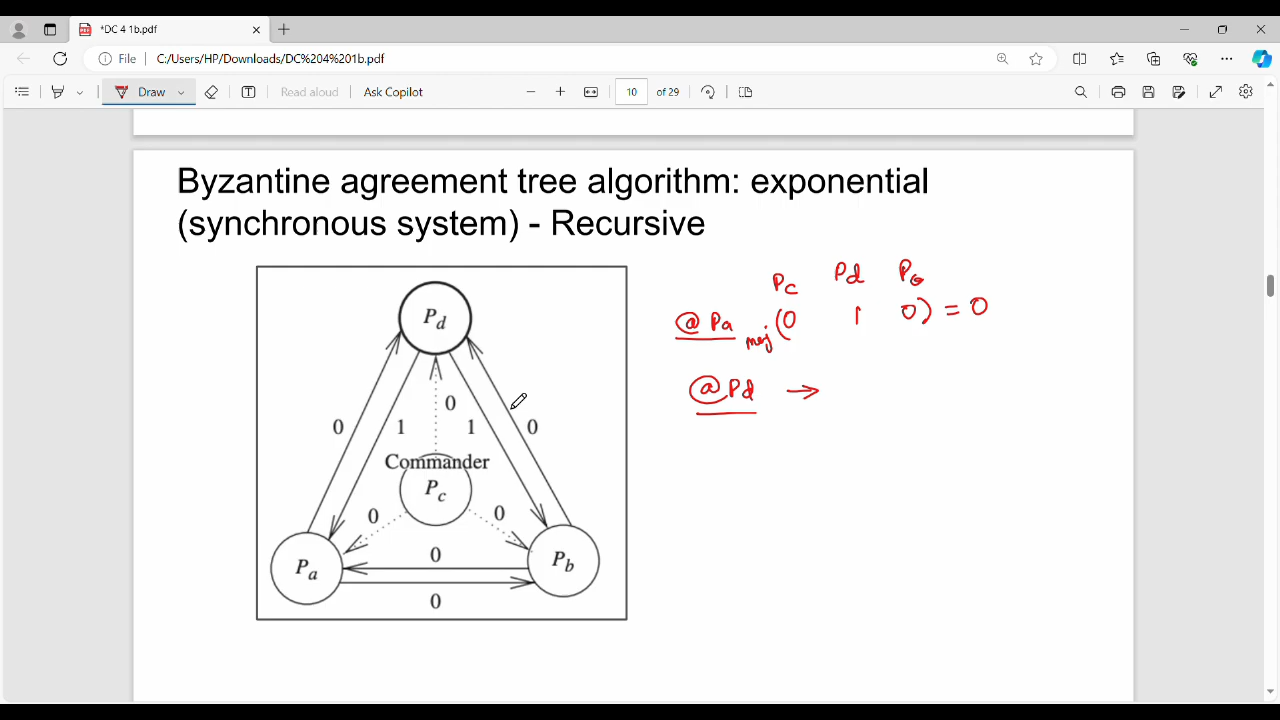 *DC 4 1b.pdf
File | C:/Users/HP/Downloads/DC%204%201b.pdf
Draw Read aloud Ask Copilot 10 of 29
Byzantine agreement tree algorithm: exponential
(synchronous system) - Recursive
Pd
0
0 1 1 0
Commander
Pc
0 0
0
Pa Pb
0
Pc Pd Pb
@ Pa maj (0 1 0) = 0
@ Pd →